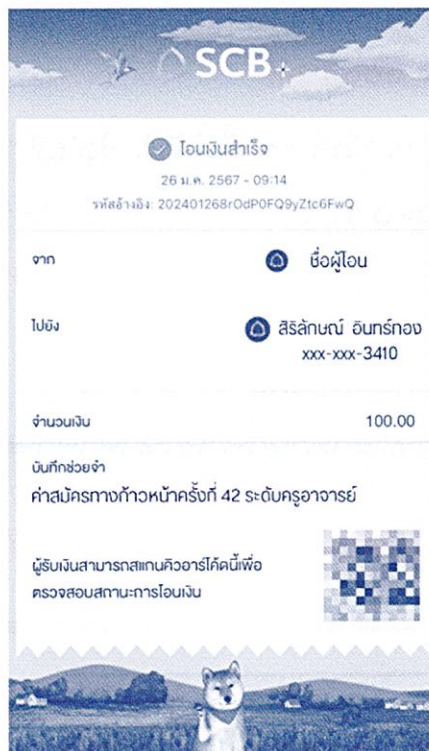 SCB+
โอนเงินสำเร็จ
26 ม.ค. 2567 - 09:14
รหัสอ้างอิง: 202401268rOdP0FQ9yZtc6FwQ
จาก
ชื่อผู้โอน
ไปยัง
สิริลักษณ์ อินทร์ทอง
xxx-xxx-3410
จำนวนเงิน 100.00
บันทึกช่วยจำ
ค่าสมัครทางก้าวหน้าครั้งที่ 42 ระดับครูอาจารย์
ผู้รับเงินสามารถสแกนคิวอาร์โค้ดนี้เพื่อ
ตรวจสอบสถานะการโอนเงิน